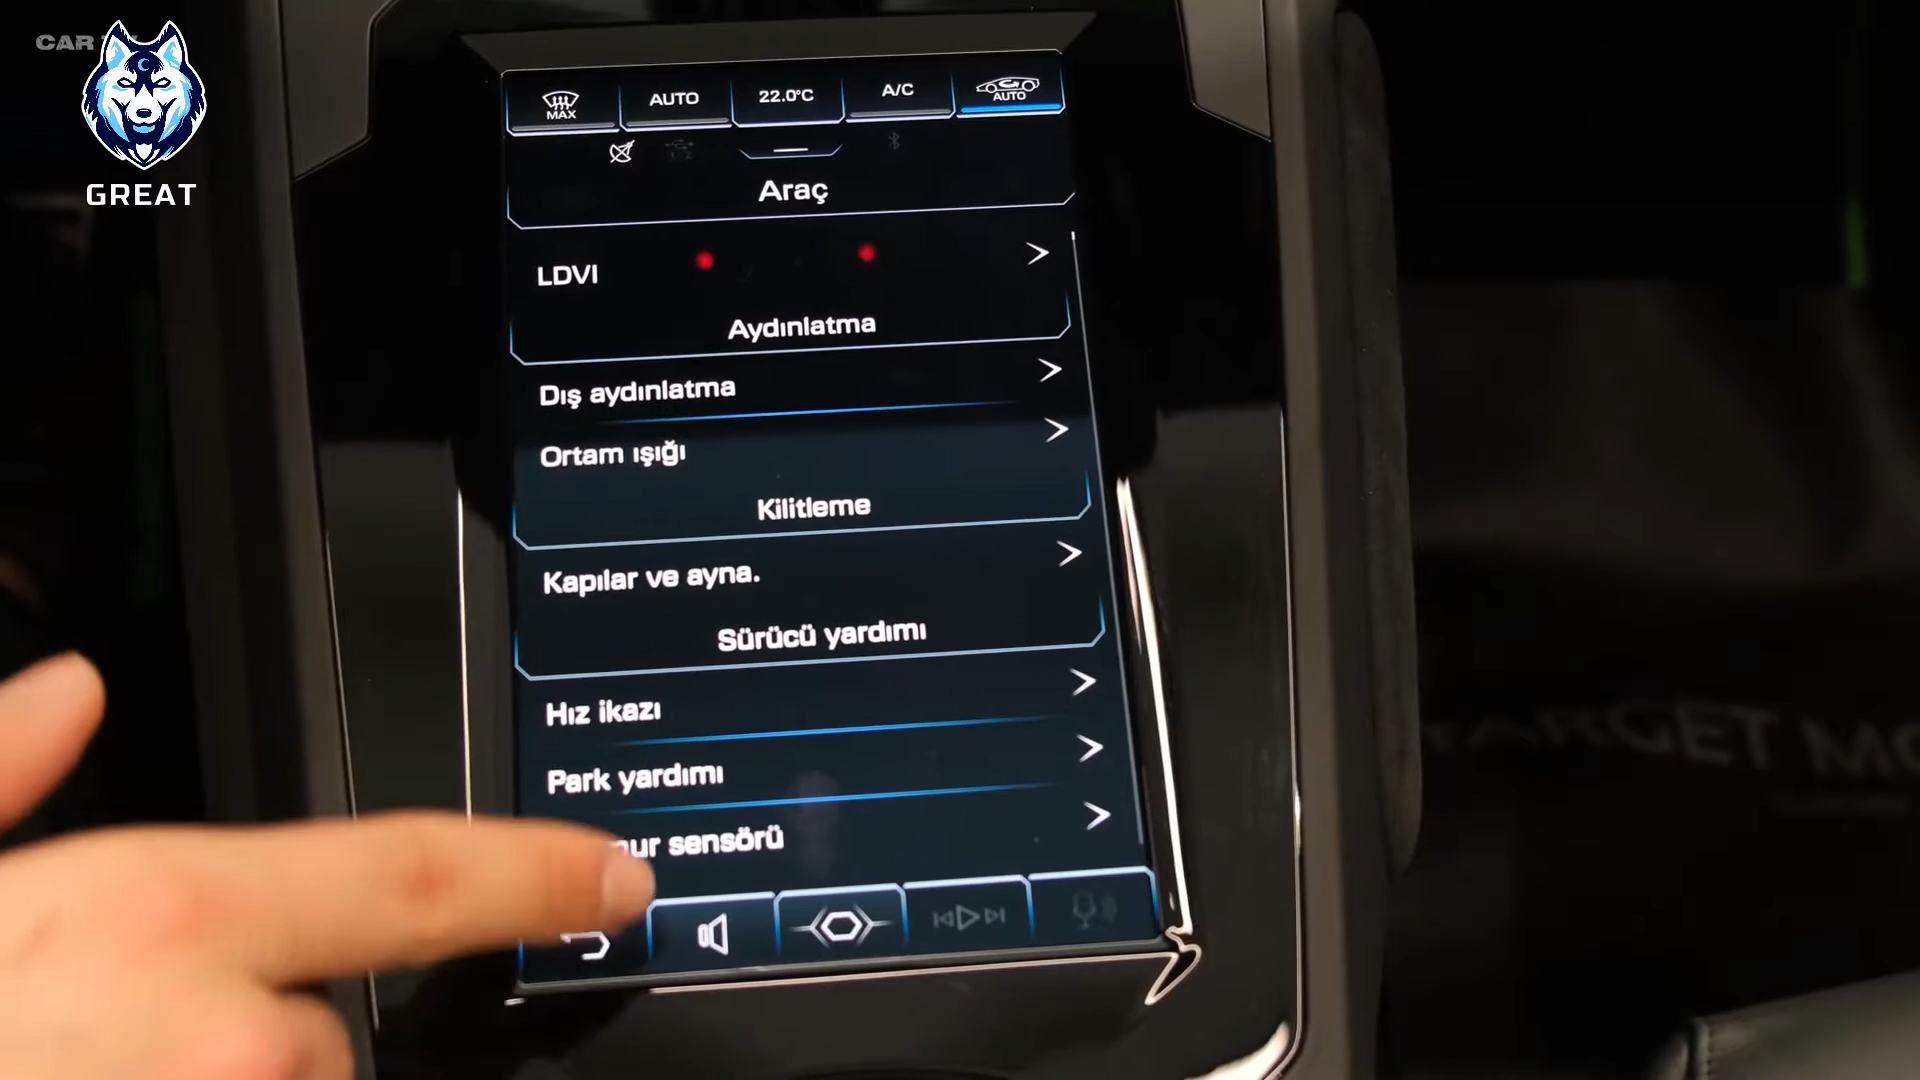 CAR
GREAT
MAX
AUTO
22.0°C
A/C
AUTO
Araç
LDVI
Aydınlatma
Dış aydınlatma
Ortam ışığı
Kilitleme
Kapılar ve ayna.
Sürücü yardımı
Hız ikazı
Park yardımı
sensörü
TARGET